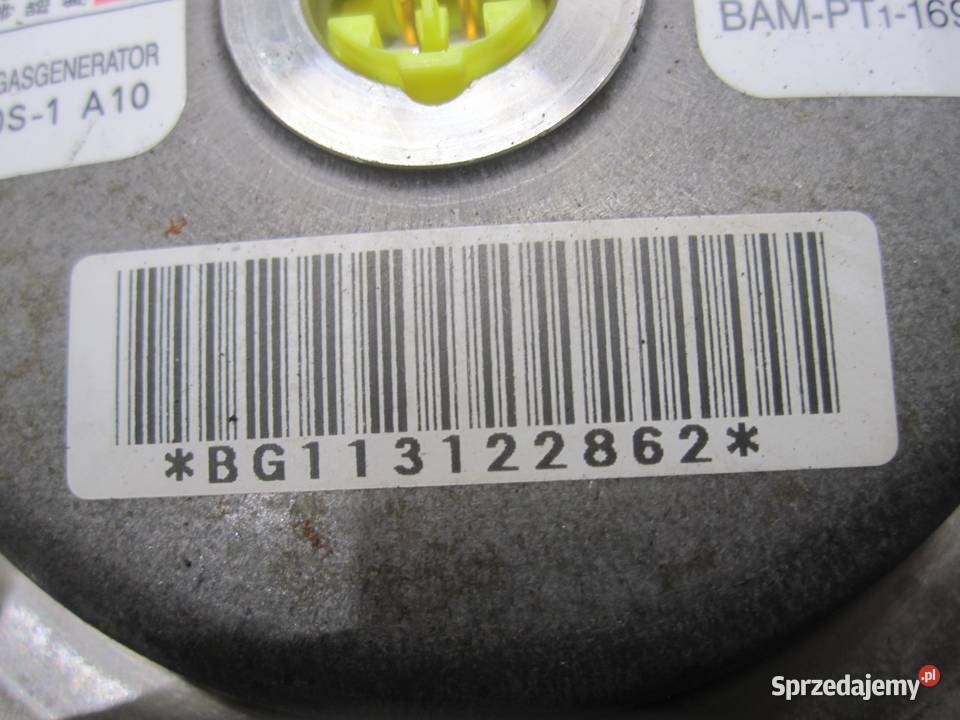 GASGENERATOR
0S-1 A10
BAM-PT1-169
*BG113122862*
Sprzedajemy.pl